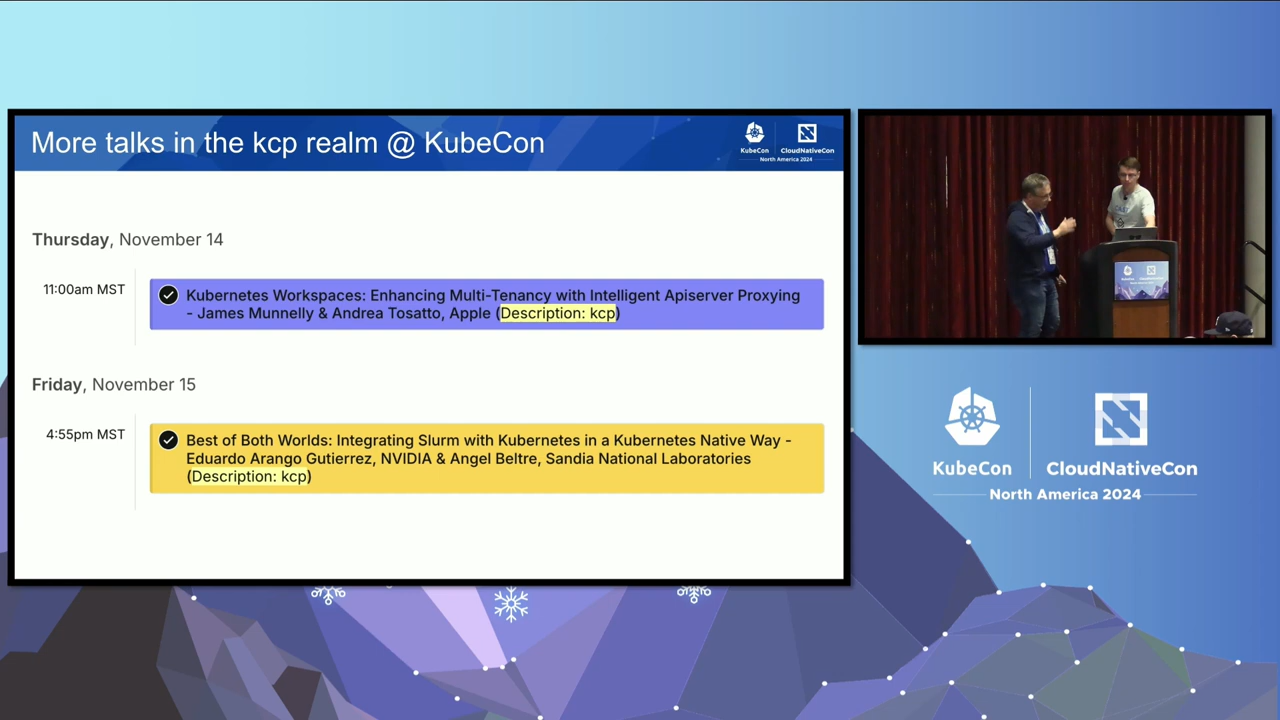 More talks in the kcp realm @ KubeCon
KubeCon
CloudNativeCon
North America 2024
Thursday, November 14
11:00am MST
Kubernetes Workspaces: Enhancing Multi-Tenancy with Intelligent Apiserver Proxying
- James Munnelly & Andrea Tosatto, Apple (Description: kcp)
Friday, November 15
4:55pm MST
Best of Both Worlds: Integrating Slurm with Kubernetes in a Kubernetes Native Way -
Eduardo Arango Gutierrez, NVIDIA & Angel Beltre, Sandia National Laboratories
(Description: kcp)
KubeCon
CloudNativeCon
North America 2024